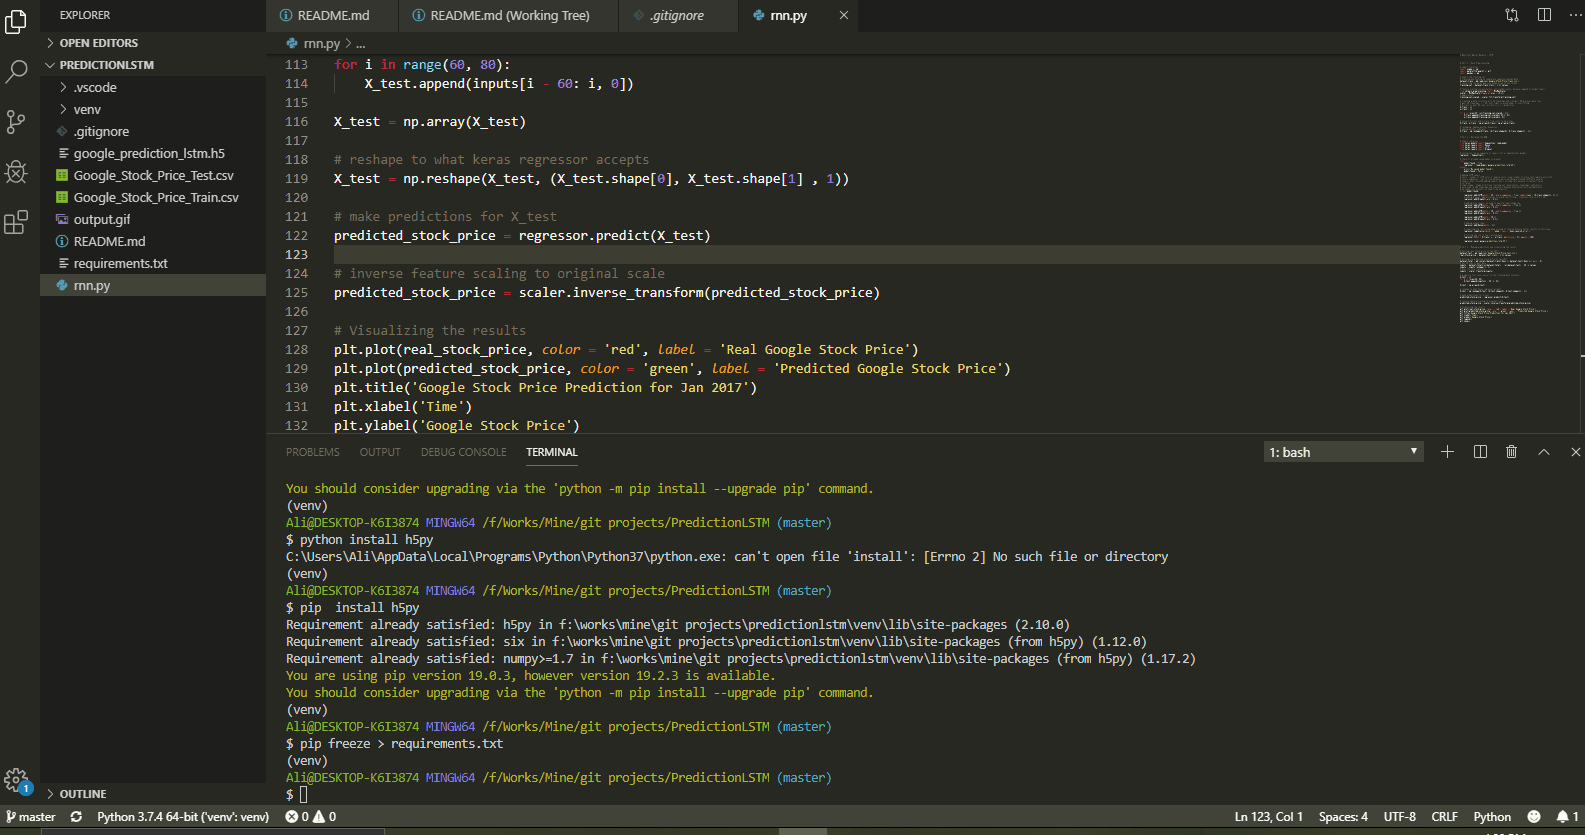 EXPLORER
OPEN EDITORS
PREDICTIONLSTM
.vscode
venv
.gitignore
google_prediction_lstm.h5
Google_Stock_Price_Test.csv
Google_Stock_Price_Train.csv
output.gif
README.md
requirements.txt
rnn.py
OUTLINE
README.md
README.md (Working Tree)
.gitignore
rnn.py
rnn.py > ...
113 for i in range(60, 80):
114     X_test.append(inputs[i - 60: i, 0])
115
116 X_test = np.array(X_test)
117
118 # reshape to what keras regressor accepts
119 X_test = np.reshape(X_test, (X_test.shape[0], X_test.shape[1] , 1))
120
121 # make predictions for X_test
122 predicted_stock_price = regressor.predict(X_test)
123
124 # inverse feature scaling to original scale
125 predicted_stock_price = scaler.inverse_transform(predicted_stock_price)
126
127 # Visualizing the results
128 plt.plot(real_stock_price, color = 'red', label = 'Real Google Stock Price')
129 plt.plot(predicted_stock_price, color = 'green', label = 'Predicted Google Stock Price')
130 plt.title('Google Stock Price Prediction for Jan 2017')
131 plt.xlabel('Time')
132 plt.ylabel('Google Stock Price')
PROBLEMS OUTPUT DEBUG CONSOLE TERMINAL 1: bash
You should consider upgrading via the 'python -m pip install --upgrade pip' command.
(venv)
Ali@DESKTOP-K6I3874 MINGW64 /f/Works/Mine/git projects/PredictionLSTM (master)
$ python install h5py
C:\Users\Ali\AppData\Local\Programs\Python\Python37\python.exe: can't open file 'install': [Errno 2] No such file or directory
(venv)
Ali@DESKTOP-K6I3874 MINGW64 /f/Works/Mine/git projects/PredictionLSTM (master)
$ pip  install h5py
Requirement already satisfied: h5py in f:\works\mine\git projects\predictionlstm\venv\lib\site-packages (2.10.0)
Requirement already satisfied: six in f:\works\mine\git projects\predictionlstm\venv\lib\site-packages (from h5py) (1.12.0)
Requirement already satisfied: numpy>=1.7 in f:\works\mine\git projects\predictionlstm\venv\lib\site-packages (from h5py) (1.17.2)
You are using pip version 19.0.3, however version 19.2.3 is available.
You should consider upgrading via the 'python -m pip install --upgrade pip' command.
(venv)
Ali@DESKTOP-K6I3874 MINGW64 /f/Works/Mine/git projects/PredictionLSTM (master)
$ pip freeze > requirements.txt
(venv)
Ali@DESKTOP-K6I3874 MINGW64 /f/Works/Mine/git projects/PredictionLSTM (master)
$
1
master Python 3.7.4 64-bit ('venv': venv) 0 0 Ln 123, Col 1 Spaces: 4 UTF-8 CRLF Python 1